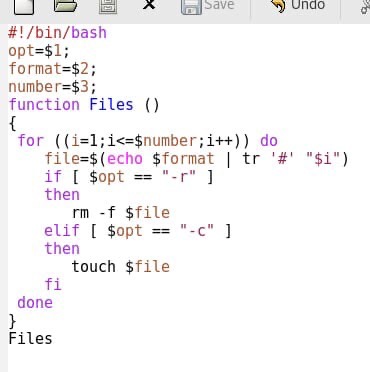 Save Undo
#!/bin/bash
opt=$1;
format=$2;
number=$3;
function Files ()
{
 for ((i=1;i<=$number;i++)) do
    file=$(echo $format | tr '#' "$i")
    if [ $opt == "-r" ]
    then
       rm -f $file
    elif [ $opt == "-c" ]
    then
       touch $file
    fi
 done
}
Files